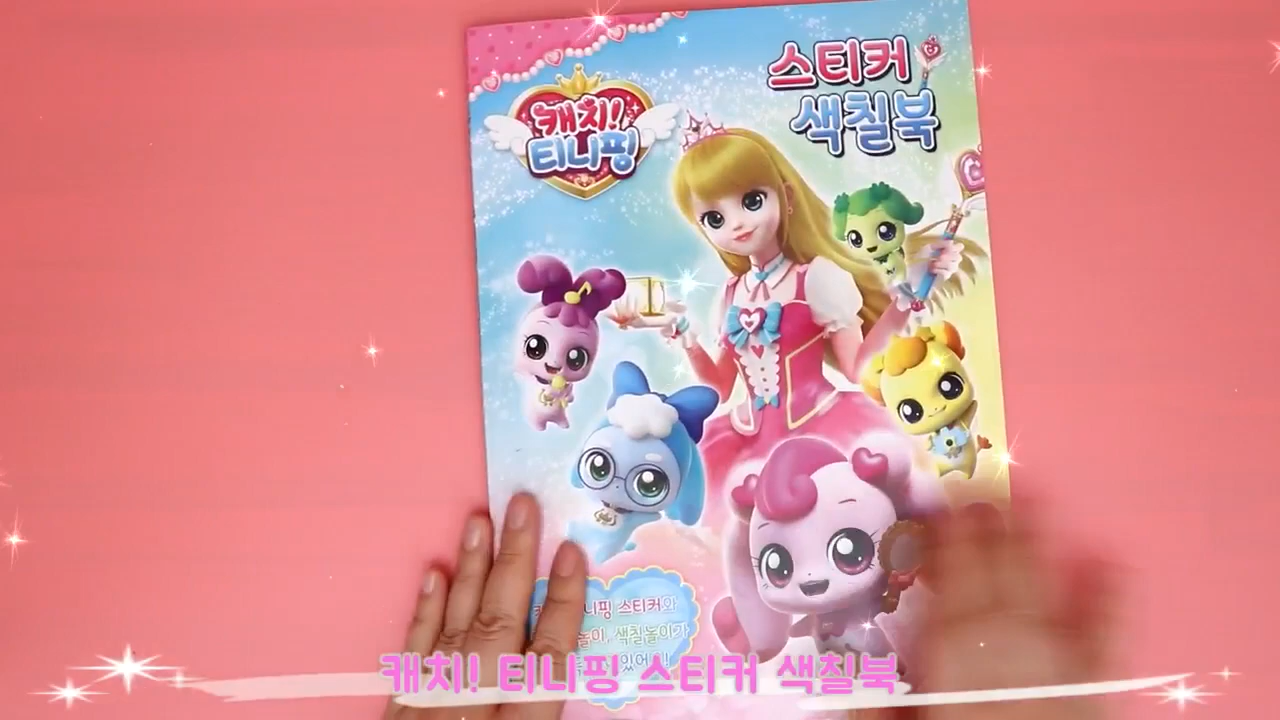 캐치!
티니핑
스티커
색칠북
티니핑 스티커와
놀이, 색칠놀이가
캐치! 티니핑 스티커 색칠북